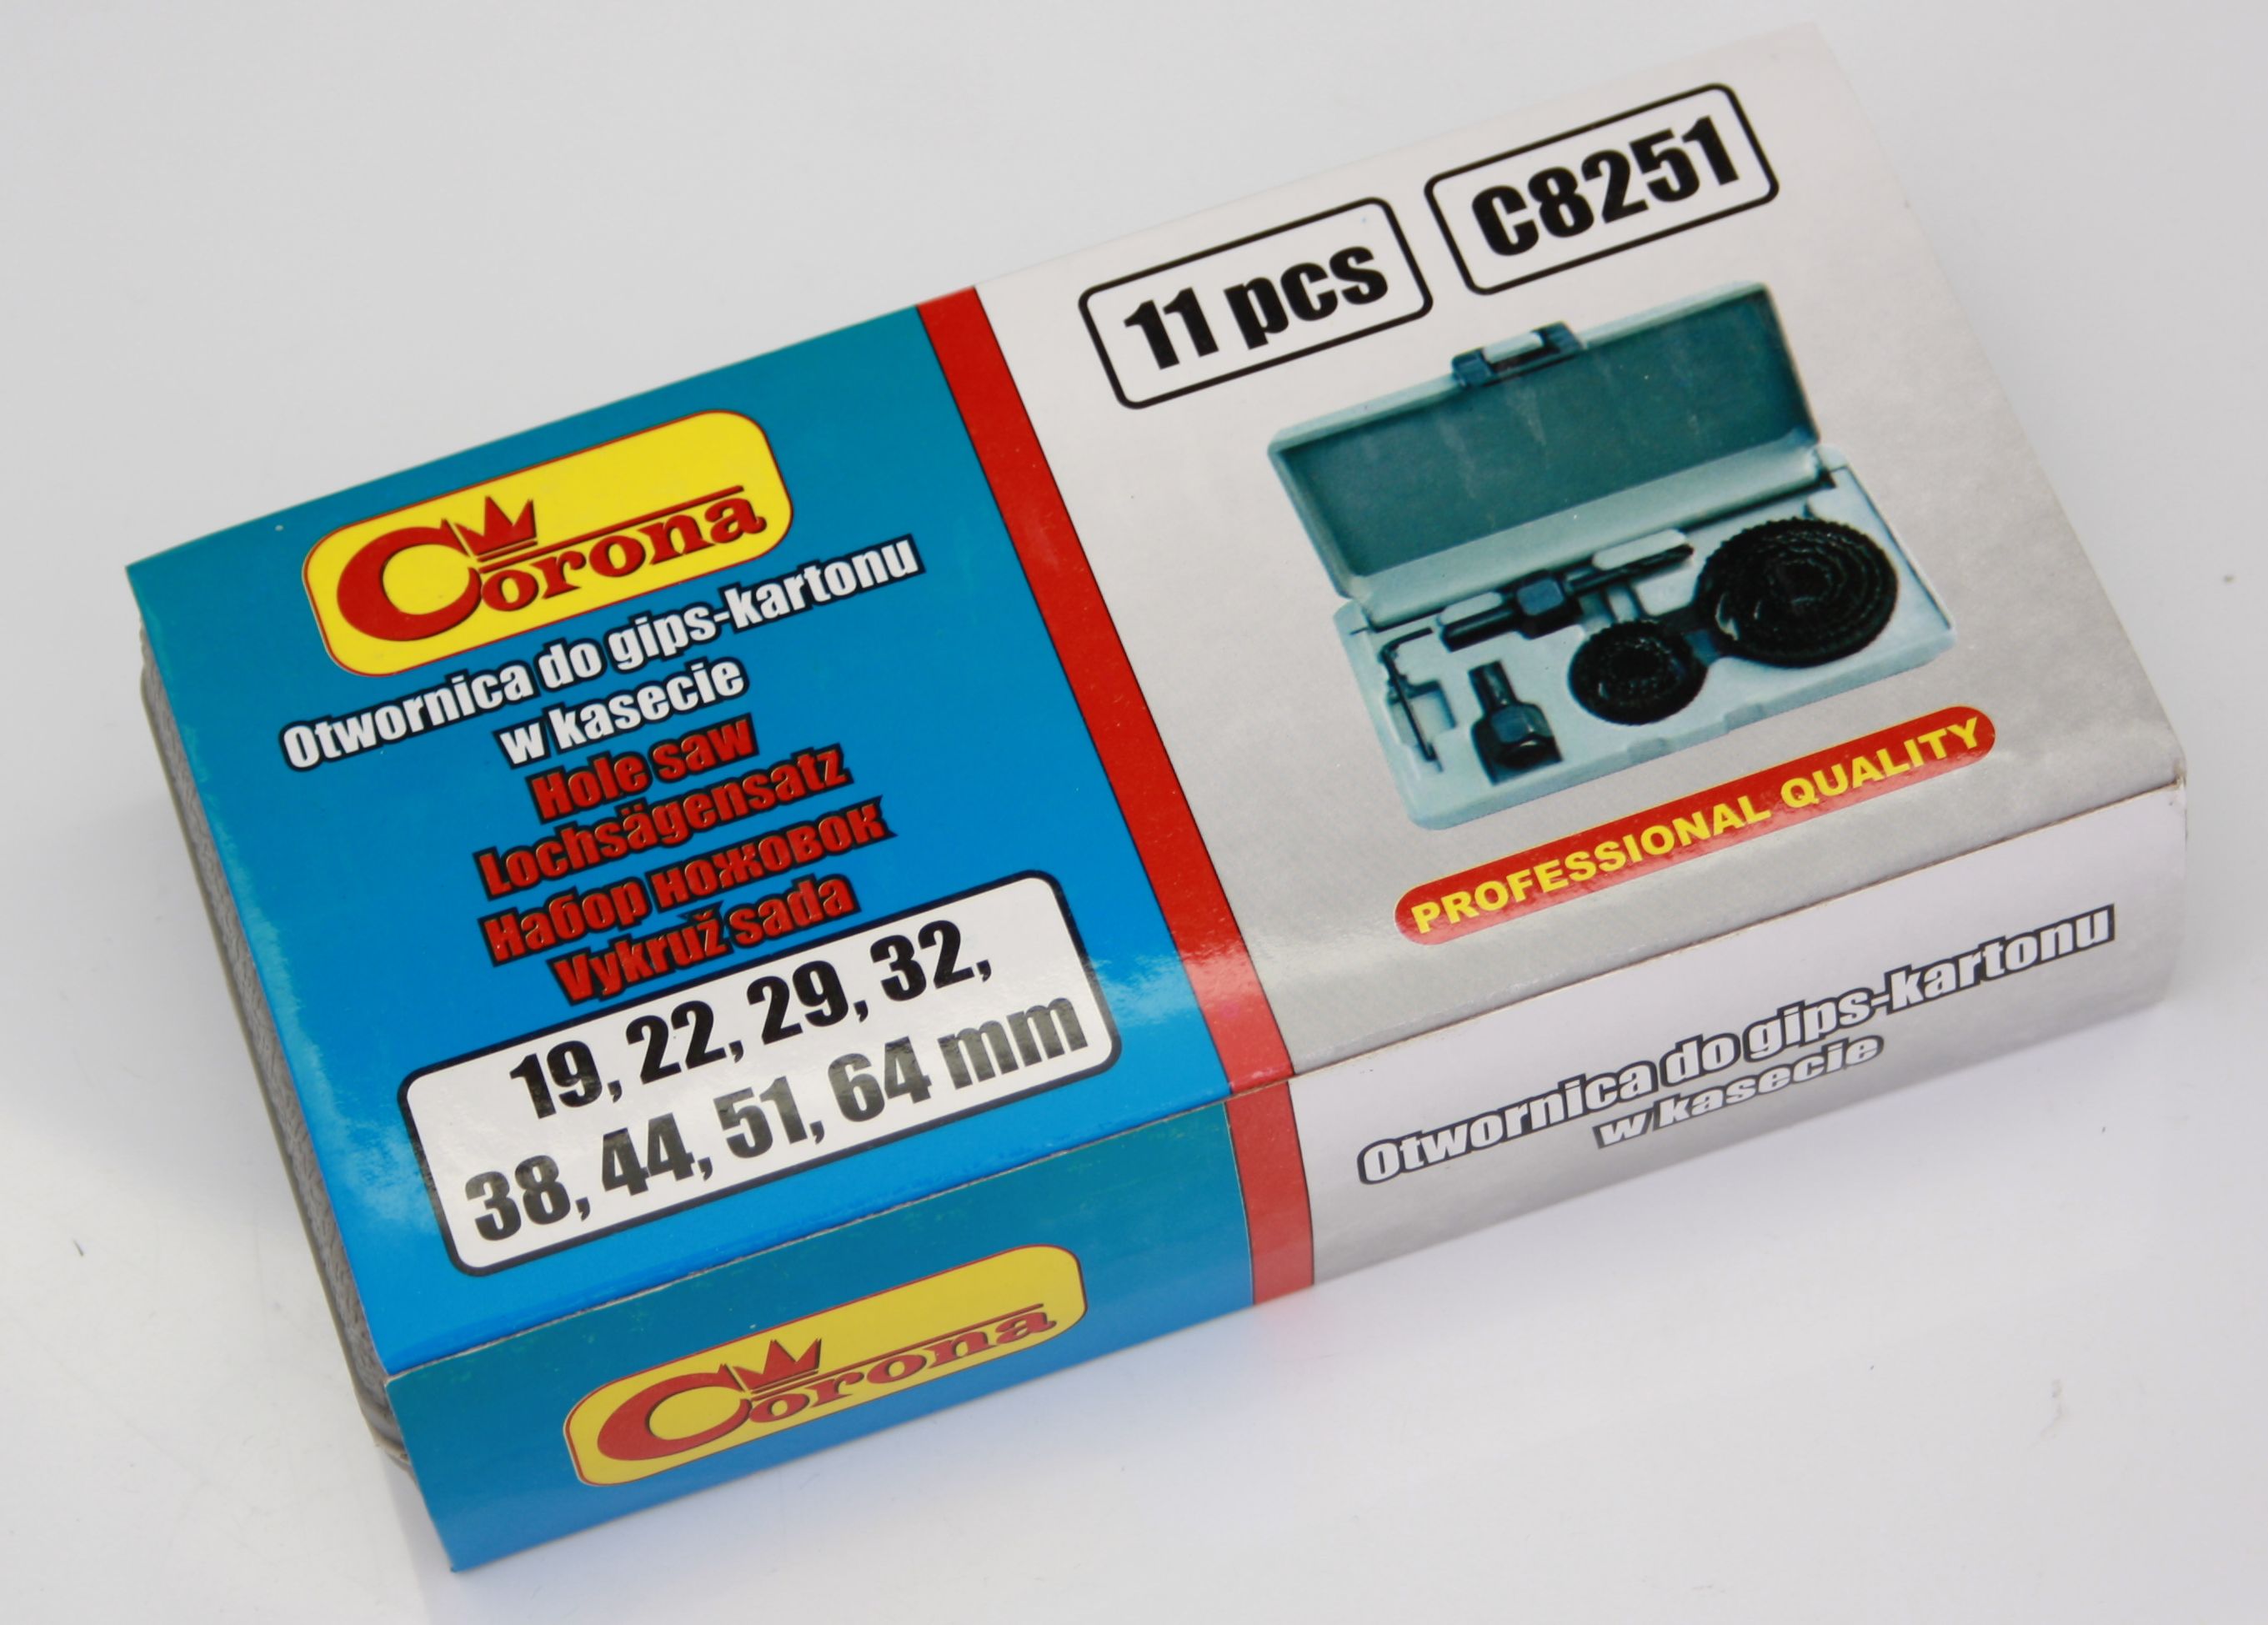 11 pcs
C8251
Corona
Otwornica do gips-kartonu
w kasecie
Hole saw
Lochsägensatz
Набор ножовок
Vykruž sada
19, 22, 29, 32,
38, 44, 51, 64 mm
PROFESSIONAL QUALITY
Otwornica do gips-kartonu
w kasecie
Corona